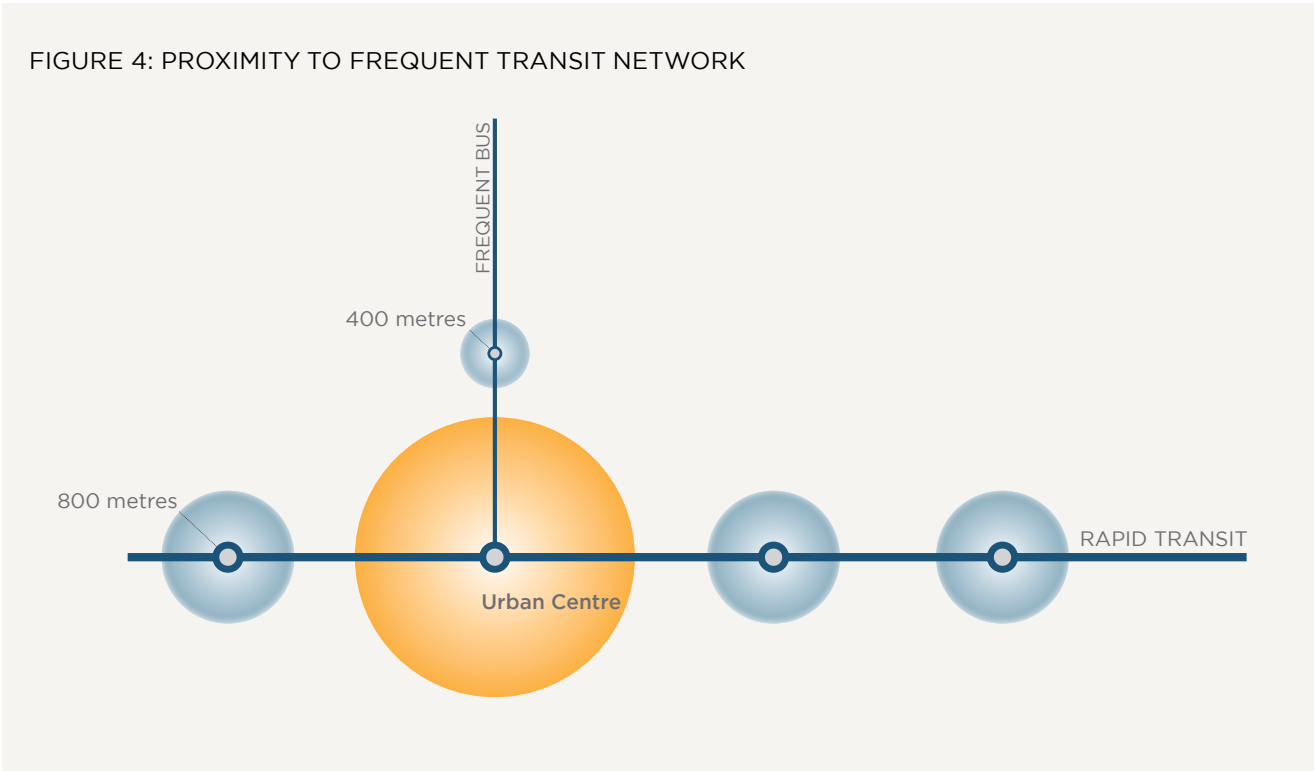 FIGURE 4: PROXIMITY TO FREQUENT TRANSIT NETWORK
FREQUENT BUS
400 metres
800 metres
RAPID TRANSIT
Urban Centre